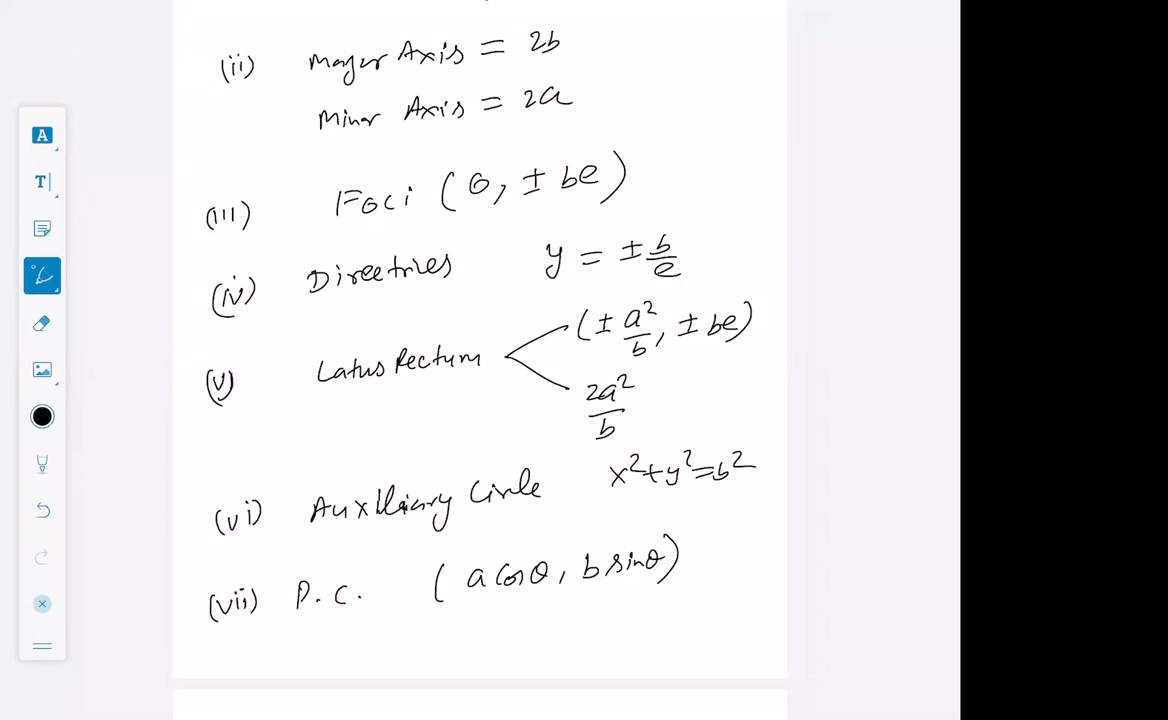 (ii) Major Axis = 2b
Minor Axis = 2a
(iii) Foci (0, ± be)
(iv) Directries y = ± b/e
(v) Latus Rectum (± a²/b, ± be)
2a²/b
(vi) Auxiliary Circle x²+y²=b²
(vii) P.C. (a cosθ, b sinθ)
A
T